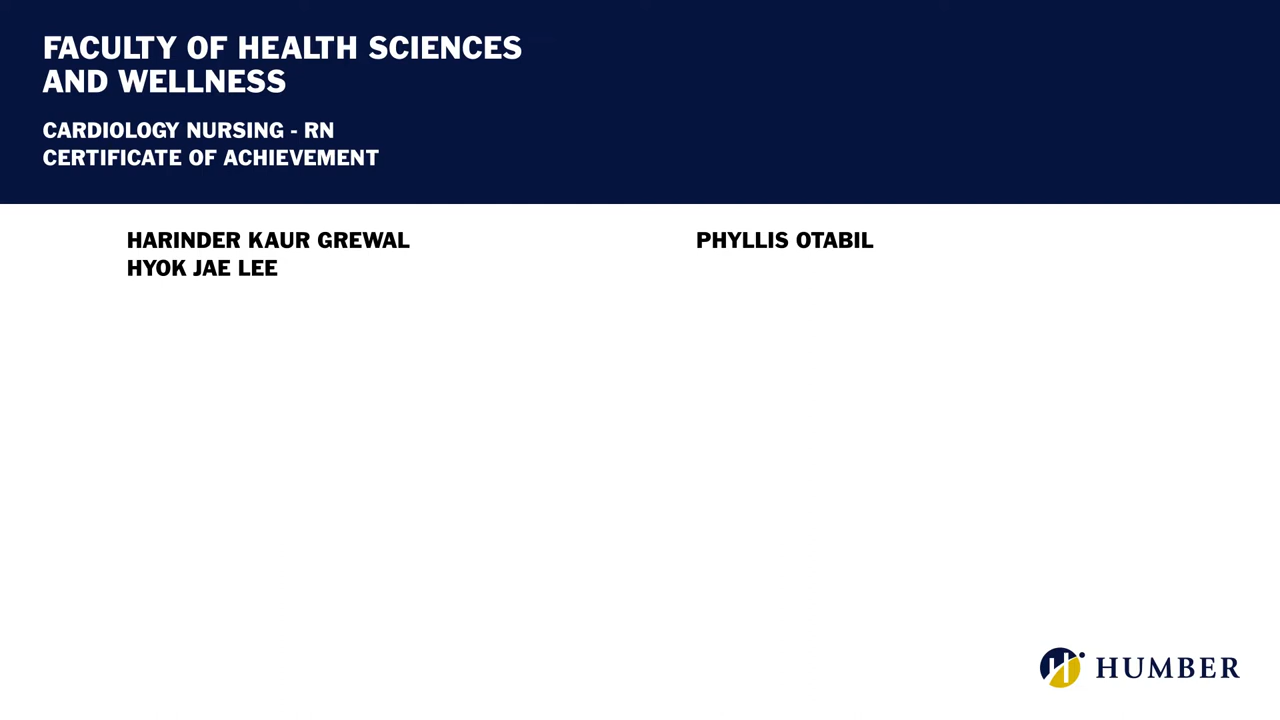 FACULTY OF HEALTH SCIENCES
AND WELLNESS
CARDIOLOGY NURSING - RN
CERTIFICATE OF ACHIEVEMENT
HARINDER KAUR GREWAL
HYOK JAE LEE
PHYLLIS OTABIL
HUMBER